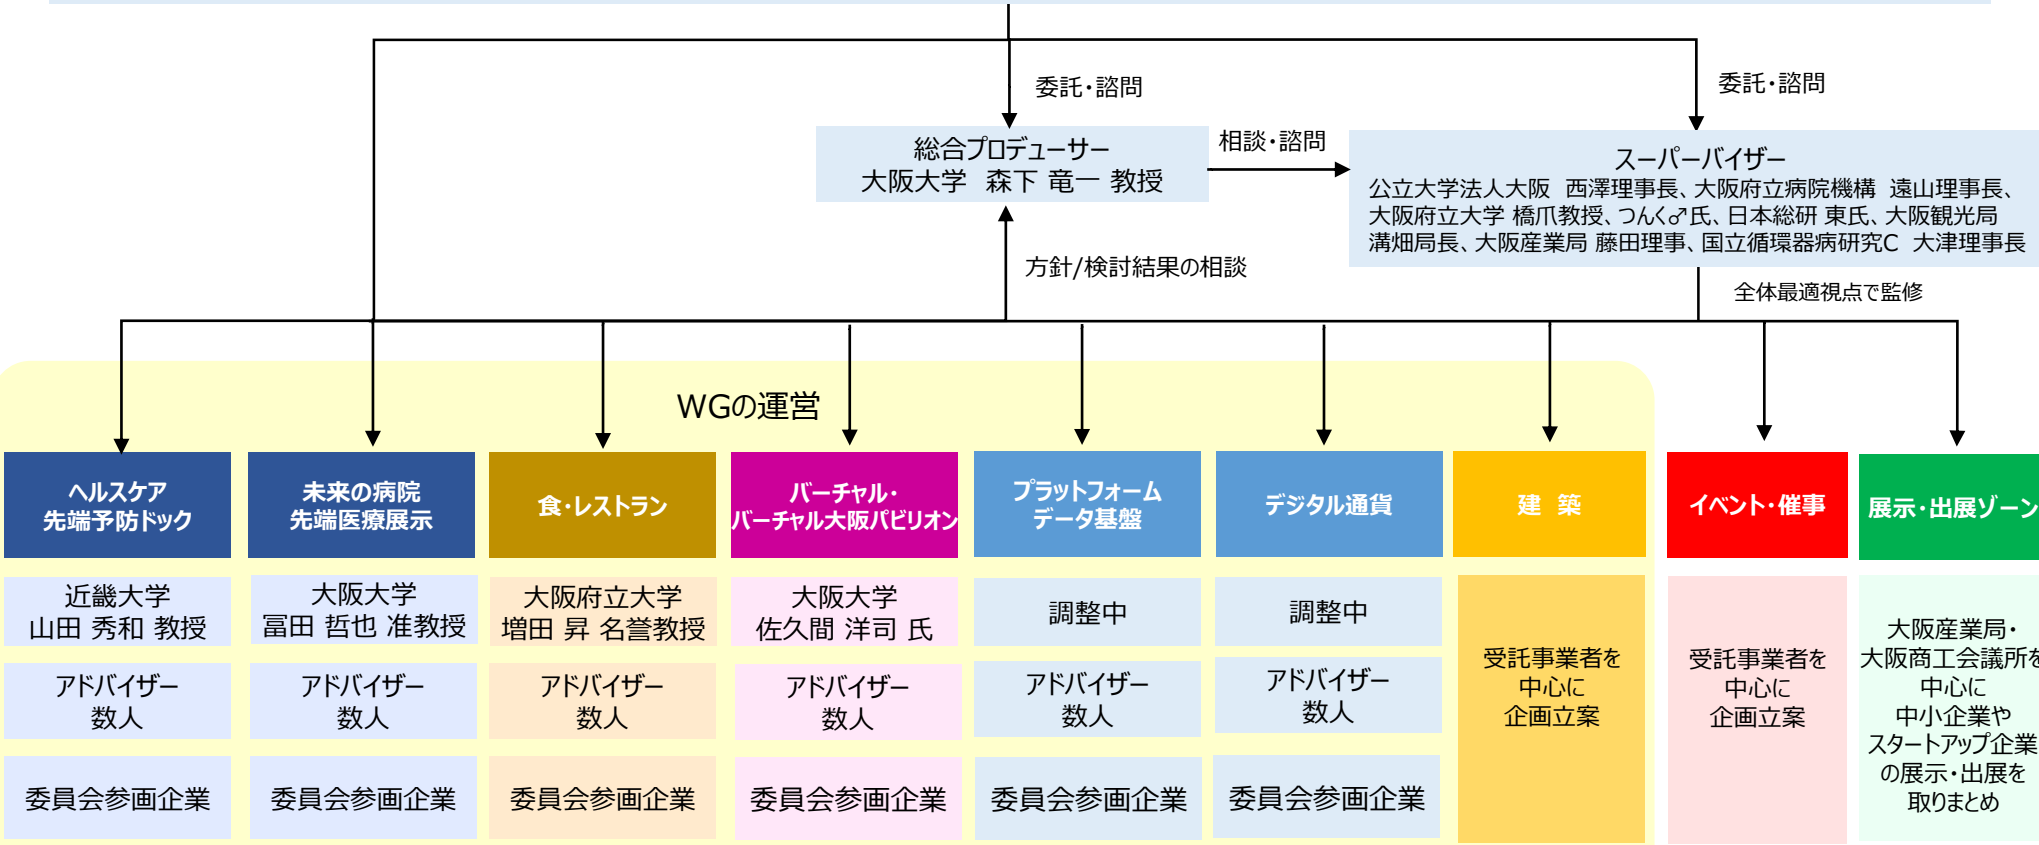 委託・諮問
委託・諮問
総合プロデューサー
大阪大学　森下 竜一 教授
相談・諮問
スーパーバイザー
公立大学法人大阪　西澤理事長、大阪府立病院機構　遠山理事長、
大阪府立大学 橋爪教授、つんく♂氏、日本総研 東氏、大阪観光局
溝畑局長、大阪産業局 藤田理事、国立循環器病研究C　大津理事長
方針/検討結果の相談
全体最適視点で監修
WGの運営
ヘルスケア
先端予防ドック
近畿大学
山田 秀和 教授
アドバイザー
数人
委員会参画企業
未来の病院
先端医療展示
大阪大学
冨田 哲也 准教授
アドバイザー
数人
委員会参画企業
食・レストラン
大阪府立大学
増田 昇 名誉教授
アドバイザー
数人
委員会参画企業
バーチャル・
バーチャル大阪パビリオン
大阪大学
佐久間 洋司 氏
アドバイザー
数人
委員会参画企業
プラットフォーム
データ基盤
調整中
アドバイザー
数人
委員会参画企業
デジタル通貨
調整中
アドバイザー
数人
委員会参画企業
建 築
受託事業者を
中心に
企画立案
イベント・催事
受託事業者を
中心に
企画立案
展示・出展ゾーン
大阪産業局・
大阪商工会議所を
中心に
中小企業や
スタートアップ企業
の展示・出展を
取りまとめ